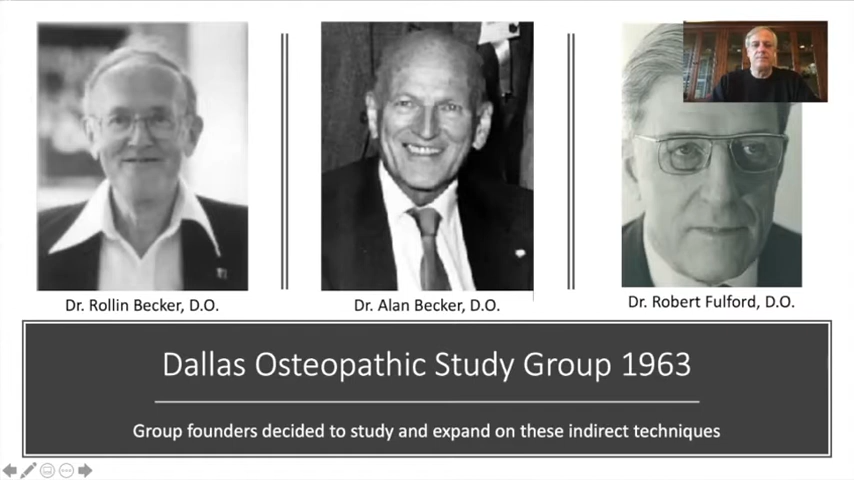 Dr. Rollin Becker, D.O.
Dr. Alan Becker, D.O.
Dr. Robert Fulford, D.O.
Dallas Osteopathic Study Group 1963
Group founders decided to study and expand on these indirect techniques